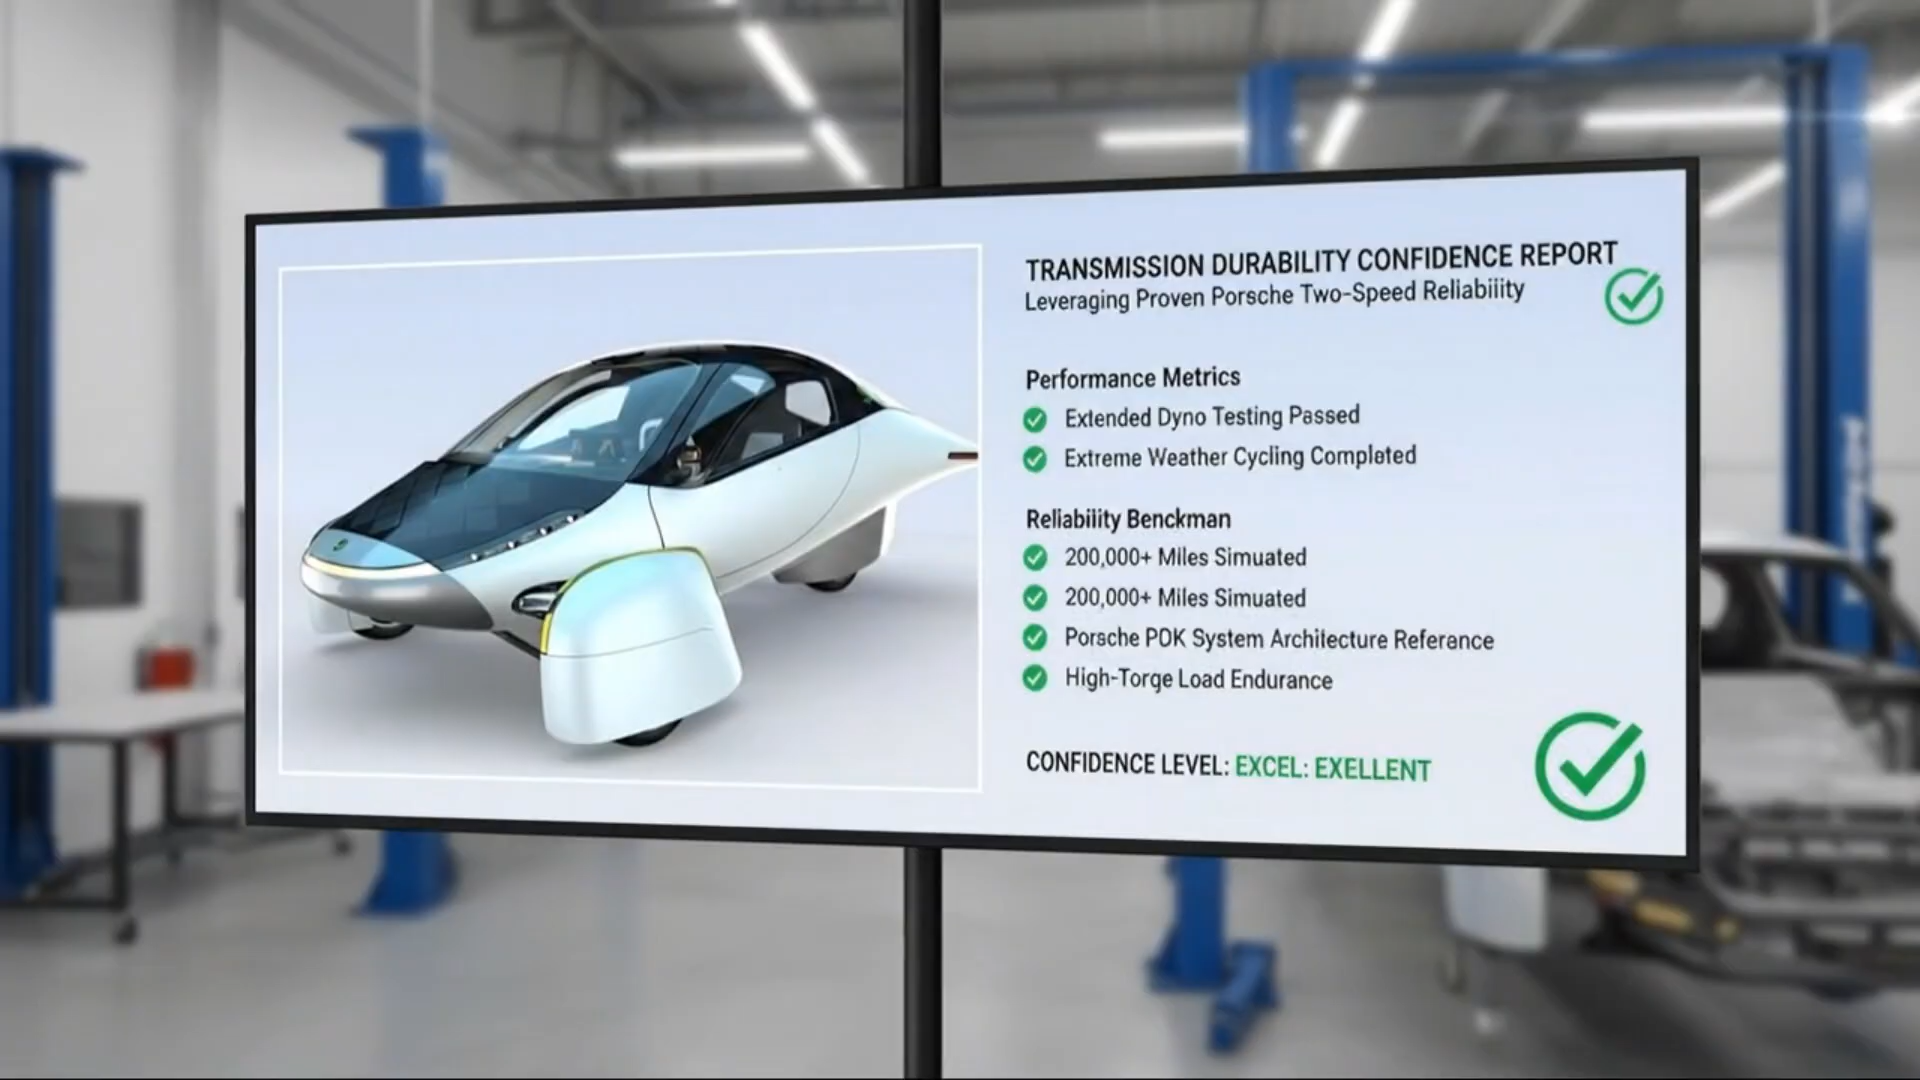 TRANSMISSION DURABILITY CONFIDENCE REPORT
Leveraging Proven Porsche Two-Speed Reliability
Performance Metrics
Extended Dyno Testing Passed
Extreme Weather Cycling Completed
Reliability Benckman
200,000+ Miles Simuated
200,000+ Miles Simuated
Porsche PDK System Architecture Referance
High-Torge Load Endurance
CONFIDENCE LEVEL: EXCEL: EXELLENT